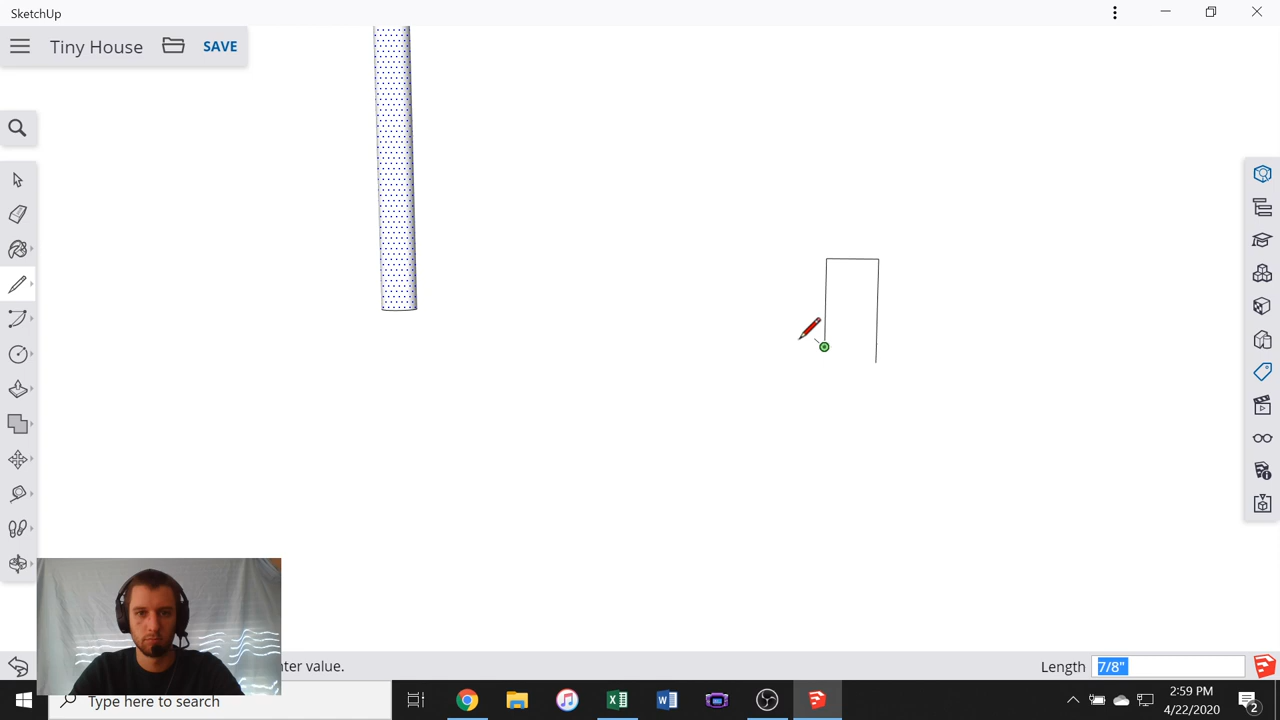 SketchUp
Tiny House
SAVE
nter value.
Length
7/8"
Type here to search
2:59 PM
4/22/2020
2